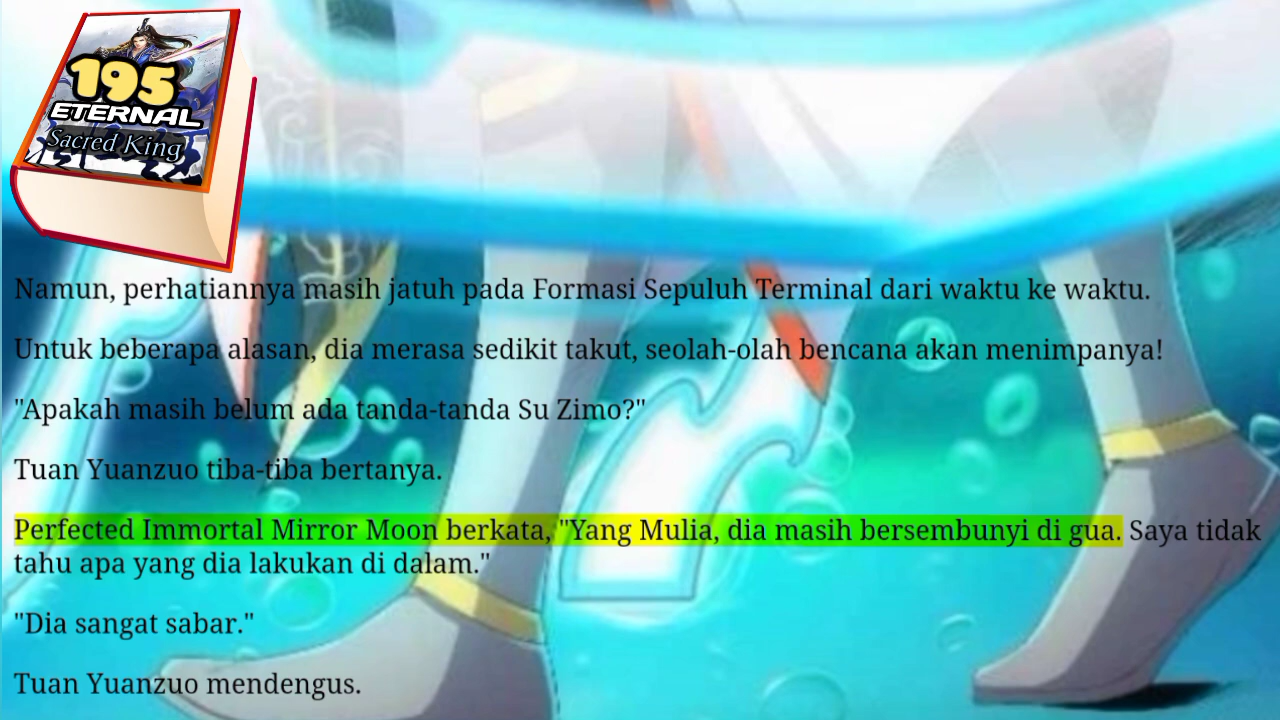 195
ETERNAL
Sacred King
Namun, perhatiannya masih jatuh pada Formasi Sepuluh Terminal dari waktu ke waktu.
Untuk beberapa alasan, dia merasa sedikit takut, seolah-olah bencana akan menimpanya!
"Apakah masih belum ada tanda-tanda Su Zimo?"
Tuan Yuanzuo tiba-tiba bertanya.
Perfected Immortal Mirror Moon berkata, "Yang Mulia, dia masih bersembunyi di gua. Saya tidak
tahu apa yang dia lakukan di dalam."
"Dia sangat sabar."
Tuan Yuanzuo mendengus.